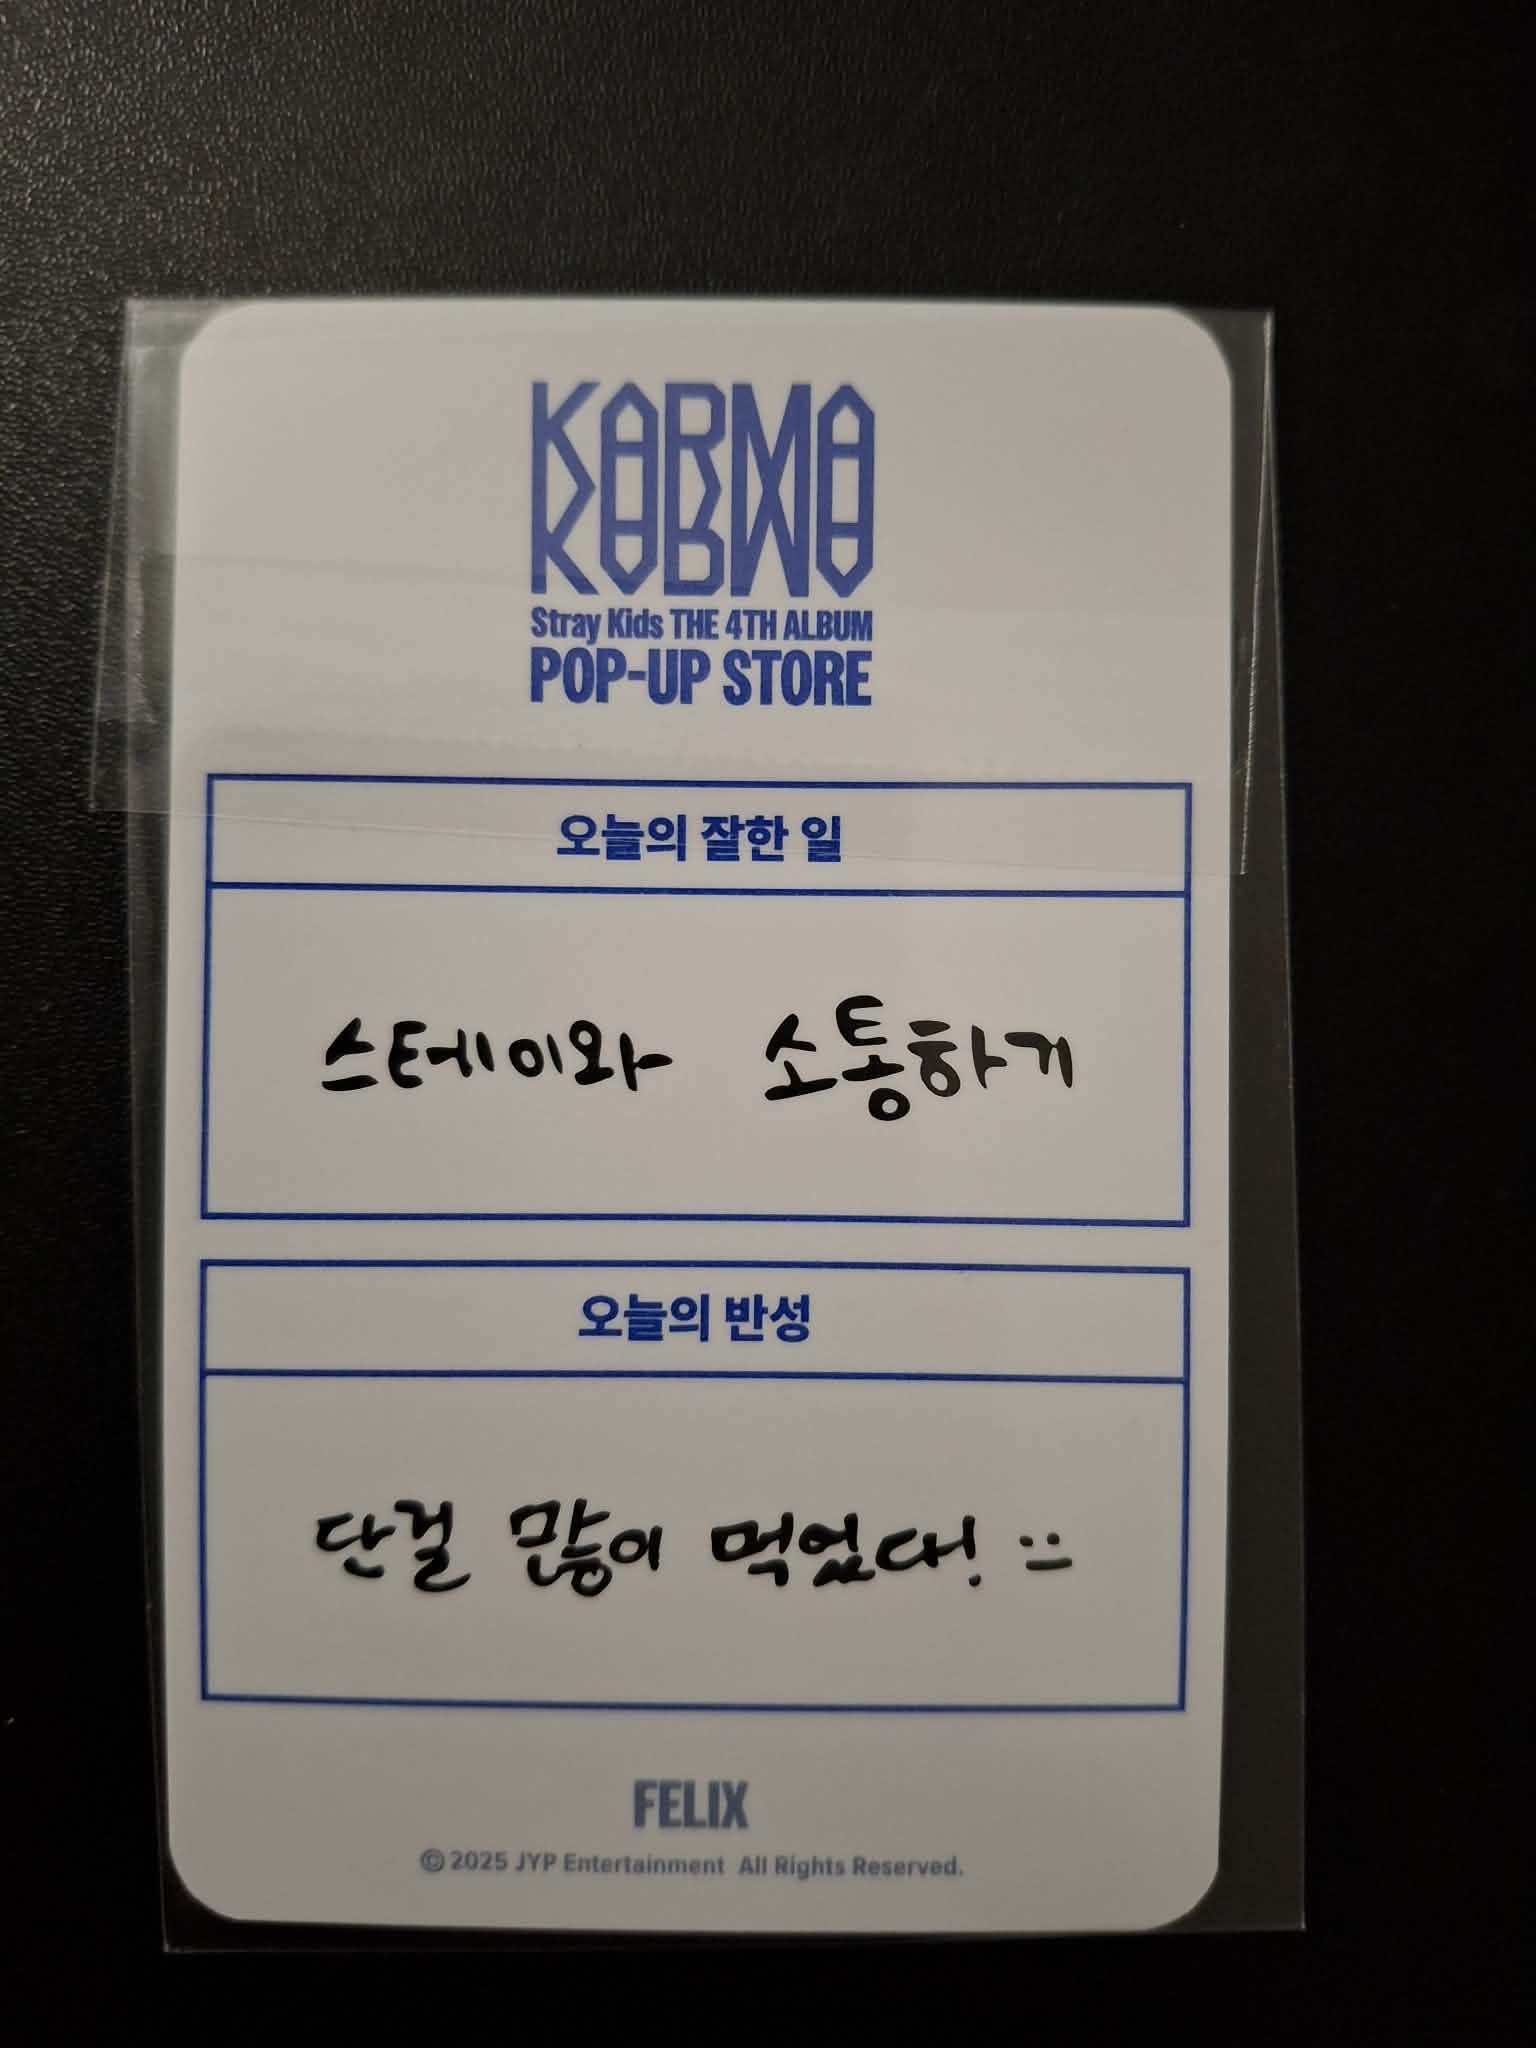 KARMA
Stray Kids THE 4TH ALBUM
POP-UP STORE
오늘의 잘한 일
스테이와 소통하기
오늘의 반성
단걸 많이 먹었다! :)
FELIX
© 2025 JYP Entertainment All Rights Reserved.